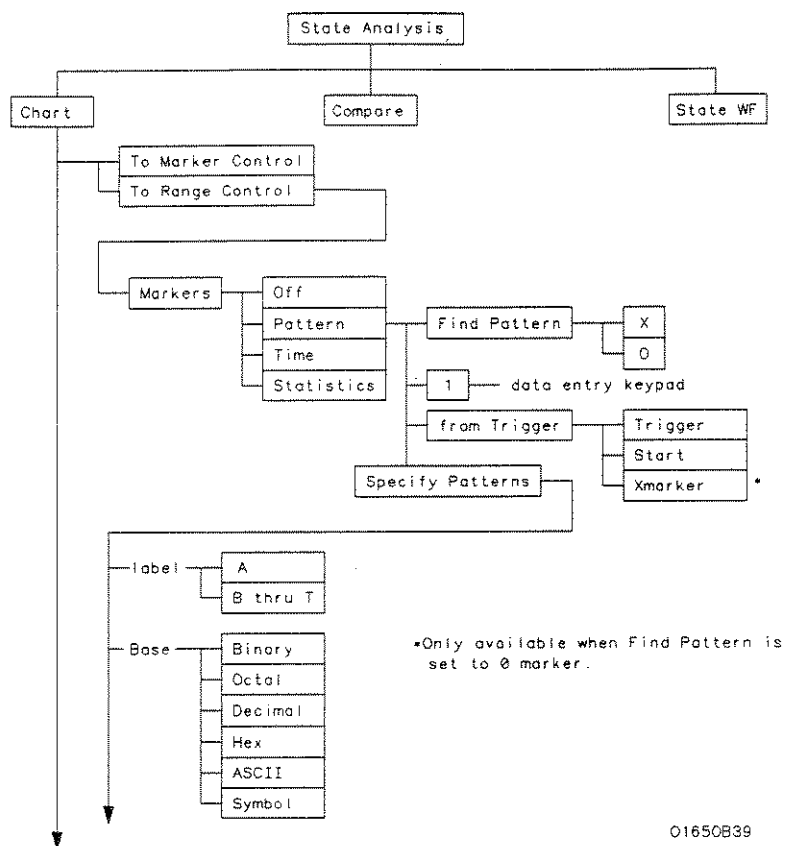 State Analysis
Chart
Compare
State WF
To Marker Control
To Range Control
Markers
Off
Pattern
Time
Statistics
Find Pattern
X
O
1
data entry keypad
from Trigger
Trigger
Start
Xmarker *
Specify Patterns
label
A
B thru T
Base
Binary
Octal
Decimal
Hex
ASCII
Symbol
*Only available when Find Pattern is
set to 0 marker.
01650B39